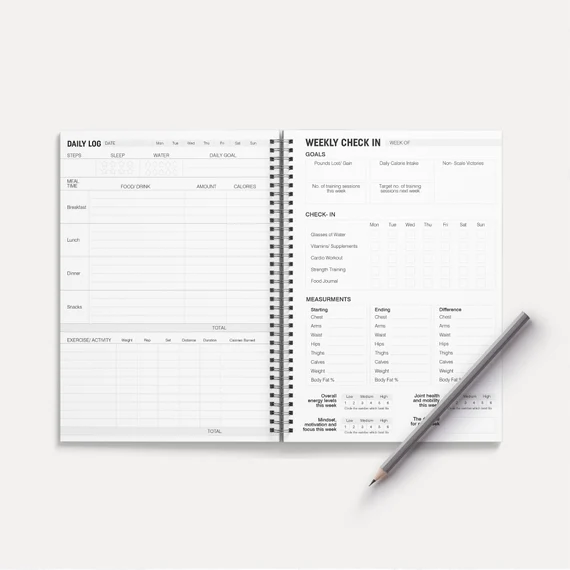 DAILY LOG DATE Mon Tue Wed Thu Fri Sat Sun
STEPS SLEEP WATER DAILY GOAL
MEAL TIME FOOD/ DRINK AMOUNT CALORIES
Breakfast
Lunch
Dinner
Snacks
TOTAL
EXERCISE/ ACTIVITY Weight Rep Set Distance Duration Calories Burned
TOTAL
WEEKLY CHECK IN WEEK OF
GOALS
Pounds Lost/ Gain Daily Calorie Intake Non- Scale Victories
No. of training sessions this week Target no. of training sessions next week
CHECK- IN
Mon Tue Wed Thu Fri Sat Sun
Glasses of Water
Vitamins/ Supplements
Cardio Workout
Strength Training
Food Journal
MEASURMENTS
Starting Ending Difference
Chest Chest Chest
Arms Arms Arms
Waist Waist Waist
Hips Hips Hips
Thighs Thighs Thighs
Calves Calves Calves
Weight Weight Weight
Body Fat % Body Fat % Body Fat %
Overall energy levels this week Low Medium High
1 2 3 4 5 6
Joint health and mobility this week
Mindset, motivation and focus this week Low Medium High
1 2 3 4 5 6